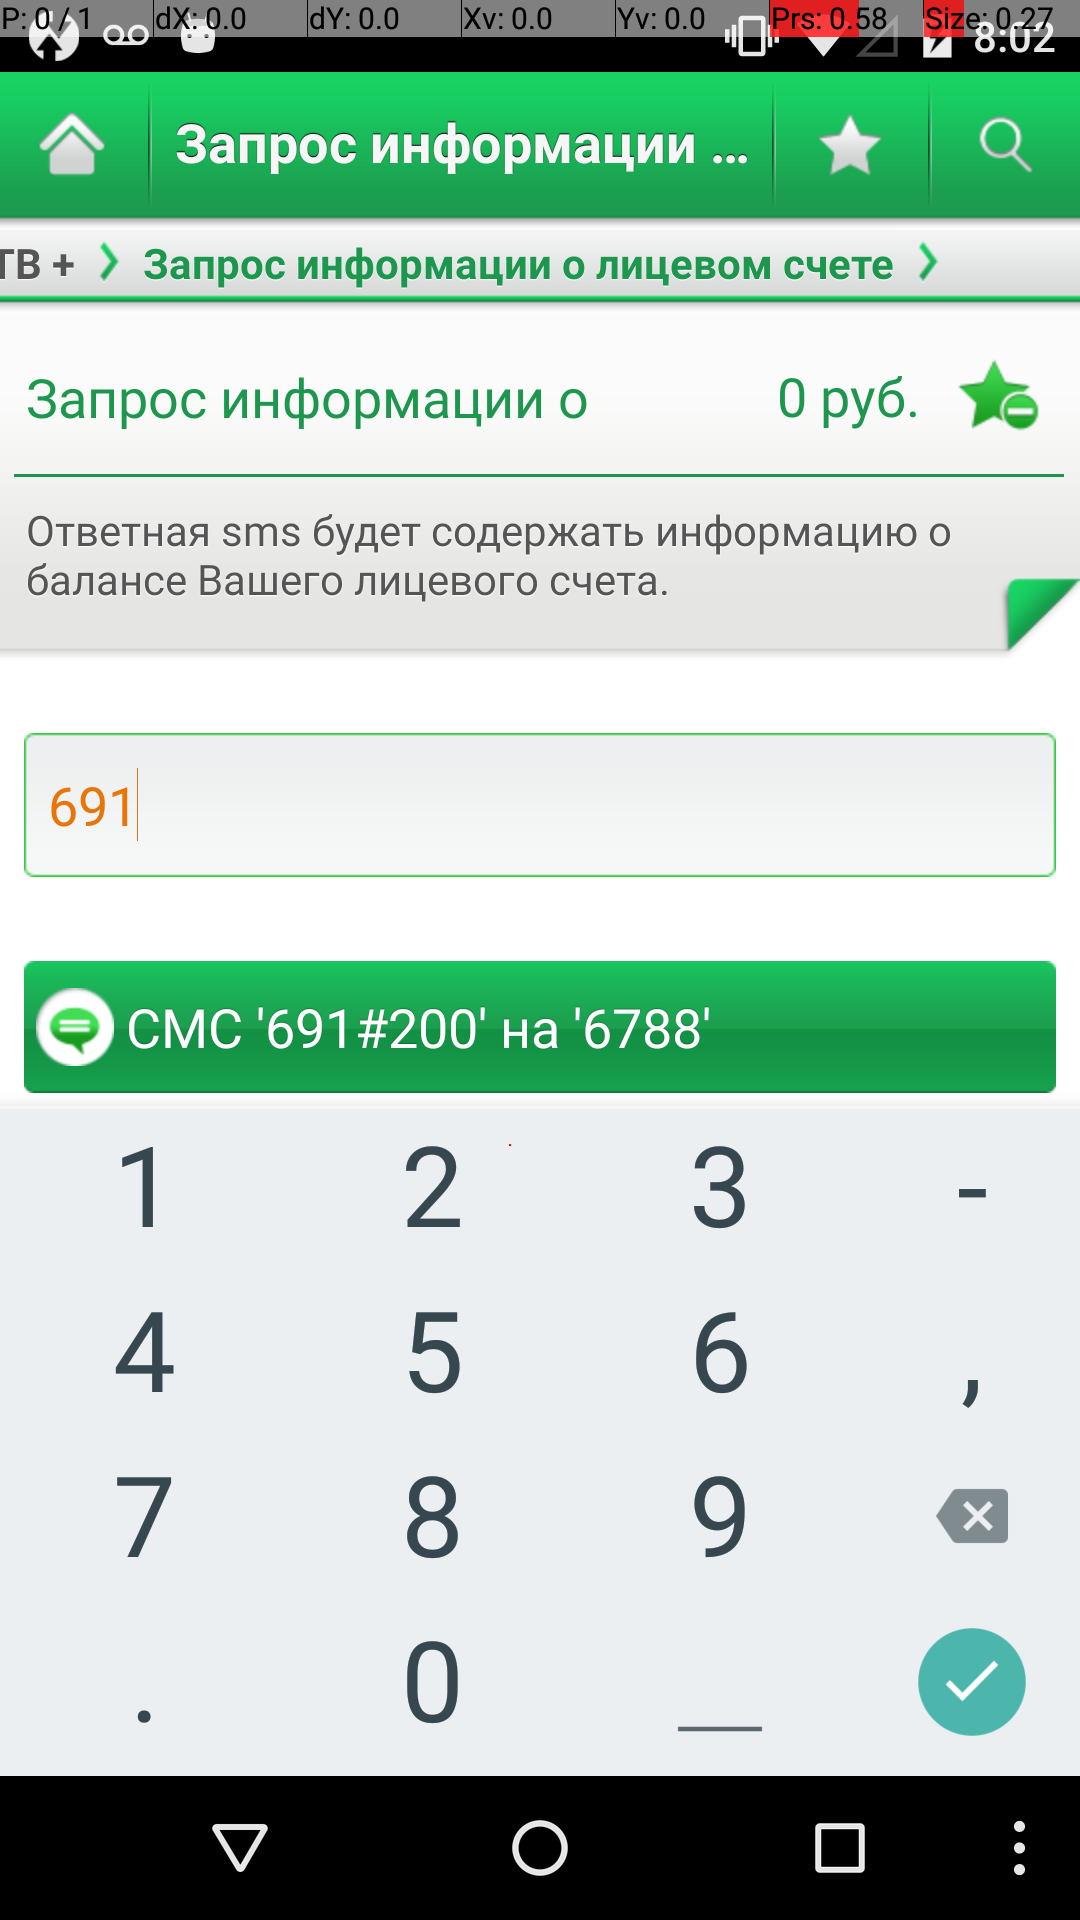 P: 0 / 1 dX: 0.0 dY: 0.0 Xv: 0.0 Yv: 0.0 Prs: 0.58 Size: 0.27
8:02
Запрос информации ...
ТВ + Запрос информации о лицевом счете
Запрос информации о 0 руб.
Ответная sms будет содержать информацию о
балансе Вашего лицевого счета.
691
СМС '691#200' на '6788'
1 2 3 -
4 5 6 ,
7 8 9
. 0 _